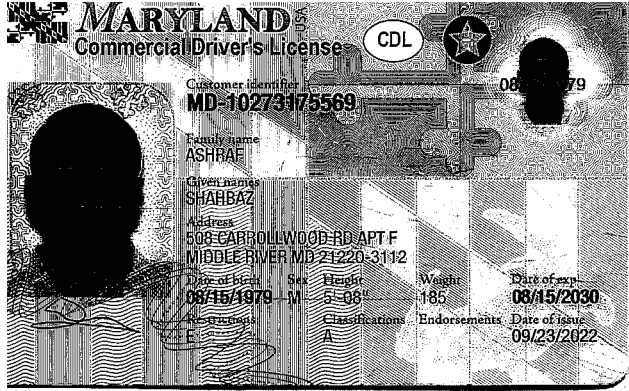 MARYLAND
USA
Commercial Driver's License
CDL
Customer identifier
MD-10273175569
Family name
ASHRAF
Given names
SHAHBAZ
Address
508 CARROLLWOOD RD APT F
MIDDLE RIVER MD 21220-3112
Date of birth Sex Height Weight Date of exp
08/15/1979 M 5'-08" 185 08/15/2030
Restrictions Classifications Endorsements Date of issue
E A 09/23/2022